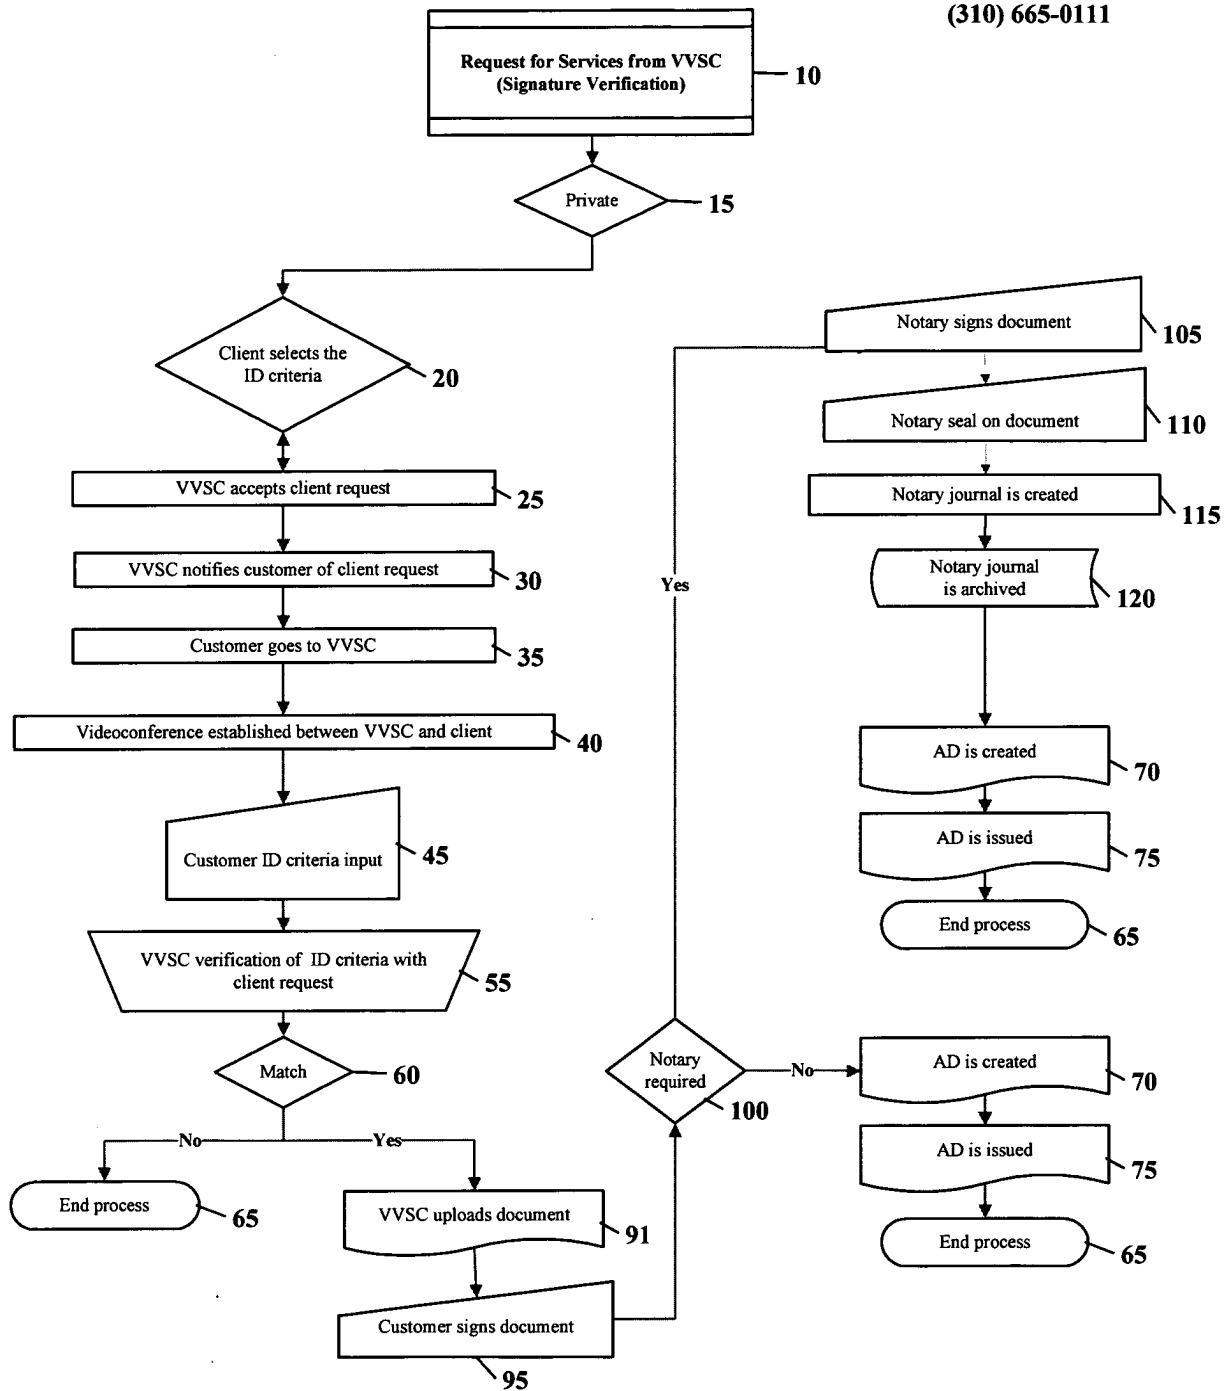 (310) 665-0111
Request for Services from VVSC
(Signature Verification)
10
Private
15
Client selects the
ID criteria
20
VVSC accepts client request
25
VVSC notifies customer of client request
30
Customer goes to VVSC
35
Videoconference established between VVSC and client
40
Customer ID criteria input
45
VVSC verification of ID criteria with
client request
55
Match
60
No
Yes
End process
65
VVSC uploads document
91
Customer signs document
95
Notary
required
100
Yes
No
Notary signs document
105
Notary seal on document
110
Notary journal is created
115
Notary journal
is archived
120
AD is created
70
AD is issued
75
End process
65
AD is created
70
AD is issued
75
End process
65